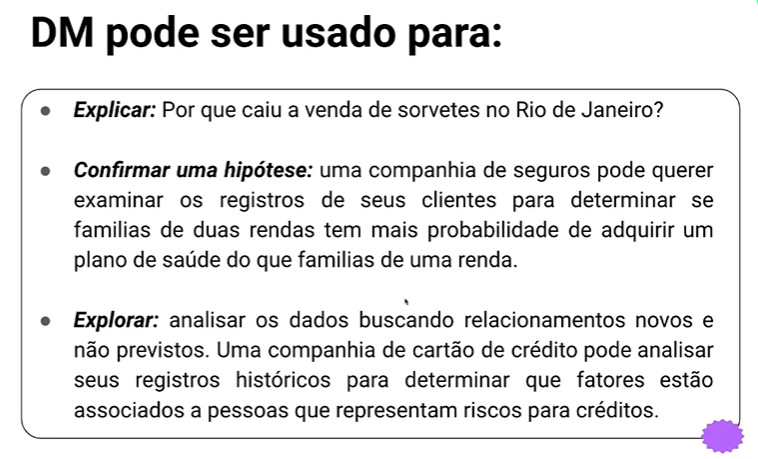 DM pode ser usado para:
● Explicar: Por que caiu a venda de sorvetes no Rio de Janeiro?
● Confirmar uma hipótese: uma companhia de seguros pode querer
examinar os registros de seus clientes para determinar se
familias de duas rendas tem mais probabilidade de adquirir um
plano de saúde do que familias de uma renda.
● Explorar: analisar os dados buscando relacionamentos novos e
não previstos. Uma companhia de cartão de crédito pode analisar
seus registros históricos para determinar que fatores estão
associados a pessoas que representam riscos para créditos.